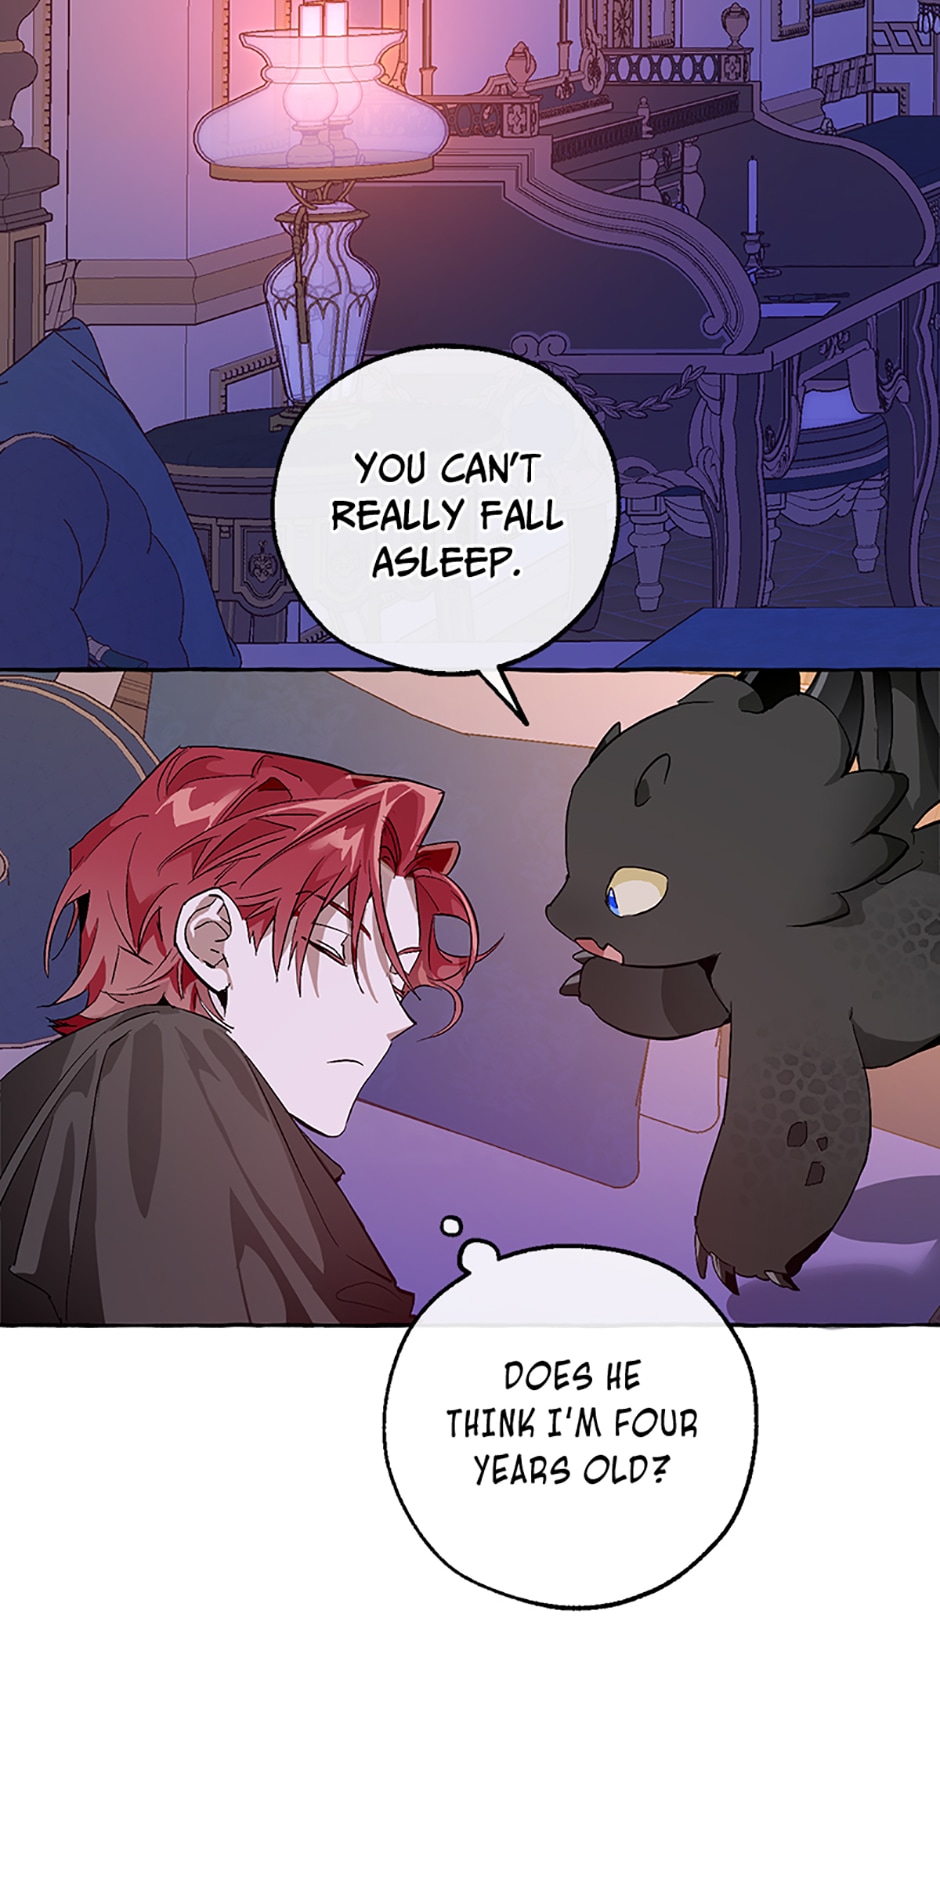 YOU CAN'T
REALLY FALL
ASLEEP.
DOES HE
THINK I'M FOUR
YEARS OLD?